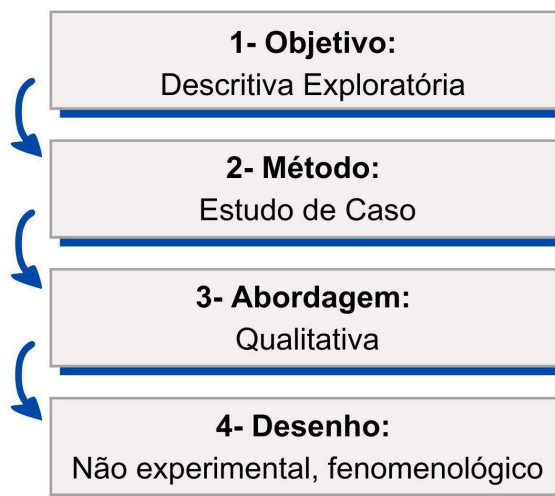 1- Objetivo:
Descritiva Exploratória
2- Método:
Estudo de Caso
3- Abordagem:
Qualitativa
4- Desenho:
Não experimental, fenomenológico